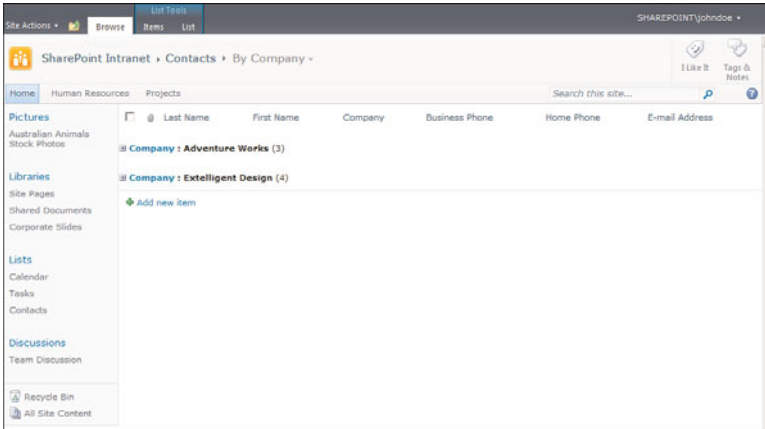 List Tools
Site Actions Browse Items List
SHAREPOINT\johndoe
SharePoint Intranet Contacts By Company
I Like It
Tags & Notes
Home Human Resources Projects
Search this site...
Pictures
Australian Animals
Stock Photos
Libraries
Site Pages
Shared Documents
Corporate Slides
Lists
Calendar
Tasks
Contacts
Discussions
Team Discussion
Recycle Bin
All Site Content
Last Name First Name Company Business Phone Home Phone E-mail Address
Company : Adventure Works (3)
Company : Extelligent Design (4)
Add new item